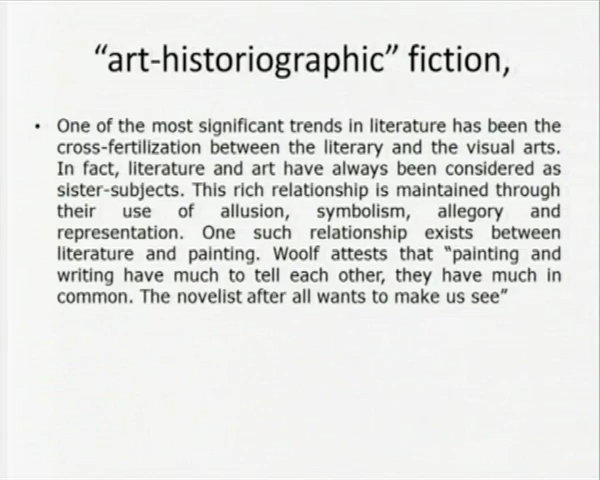 “art-historiographic” fiction,
• One of the most significant trends in literature has been the
cross-fertilization between the literary and the visual arts.
In fact, literature and art have always been considered as
sister-subjects. This rich relationship is maintained through
their use of allusion, symbolism, allegory and
representation. One such relationship exists between
literature and painting. Woolf attests that “painting and
writing have much to tell each other, they have much in
common. The novelist after all wants to make us see”